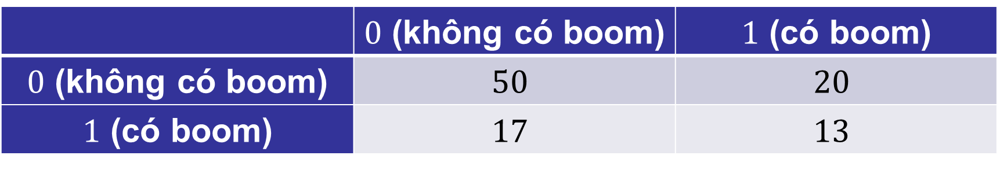 0 (không có boom) 1 (có boom)
0 (không có boom) 50 20
1 (có boom) 17 13